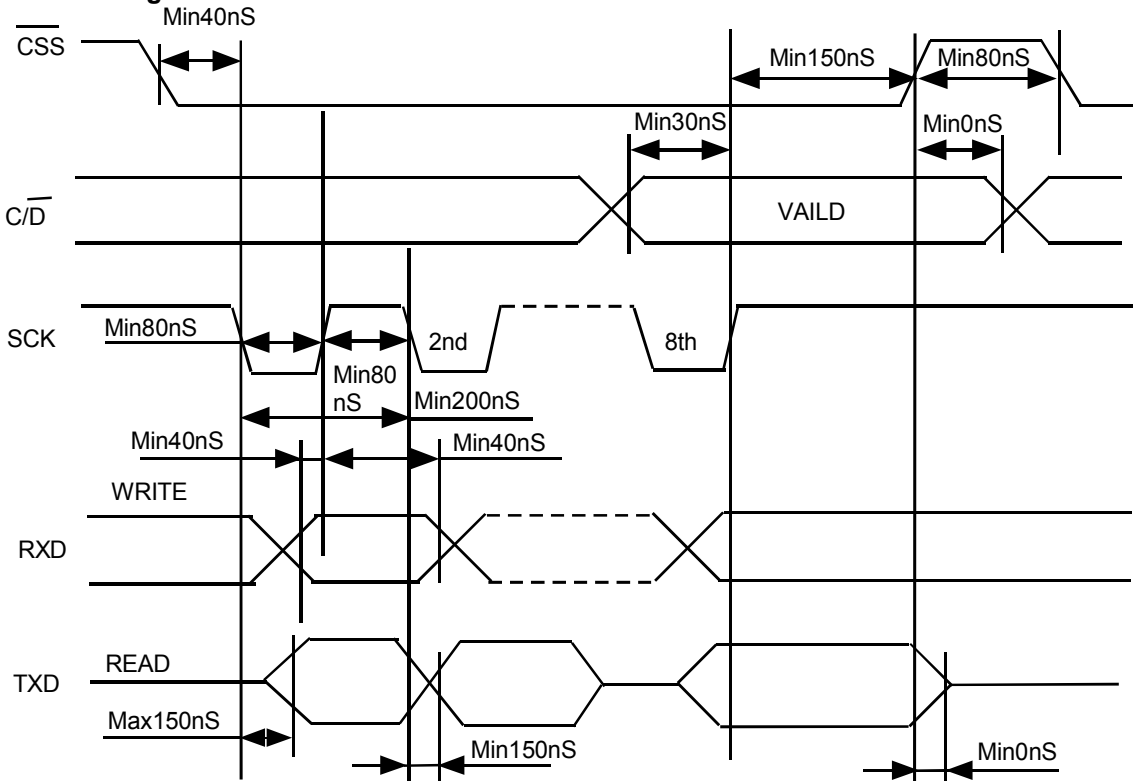 Min40nS
CSS
Min150nS
Min80nS
Min30nS
Min0nS
C/D
VAILD
SCK
Min80nS
2nd
8th
Min80
nS
Min200nS
Min40nS
Min40nS
WRITE
RXD
READ
TXD
Max150nS
Min150nS
Min0nS